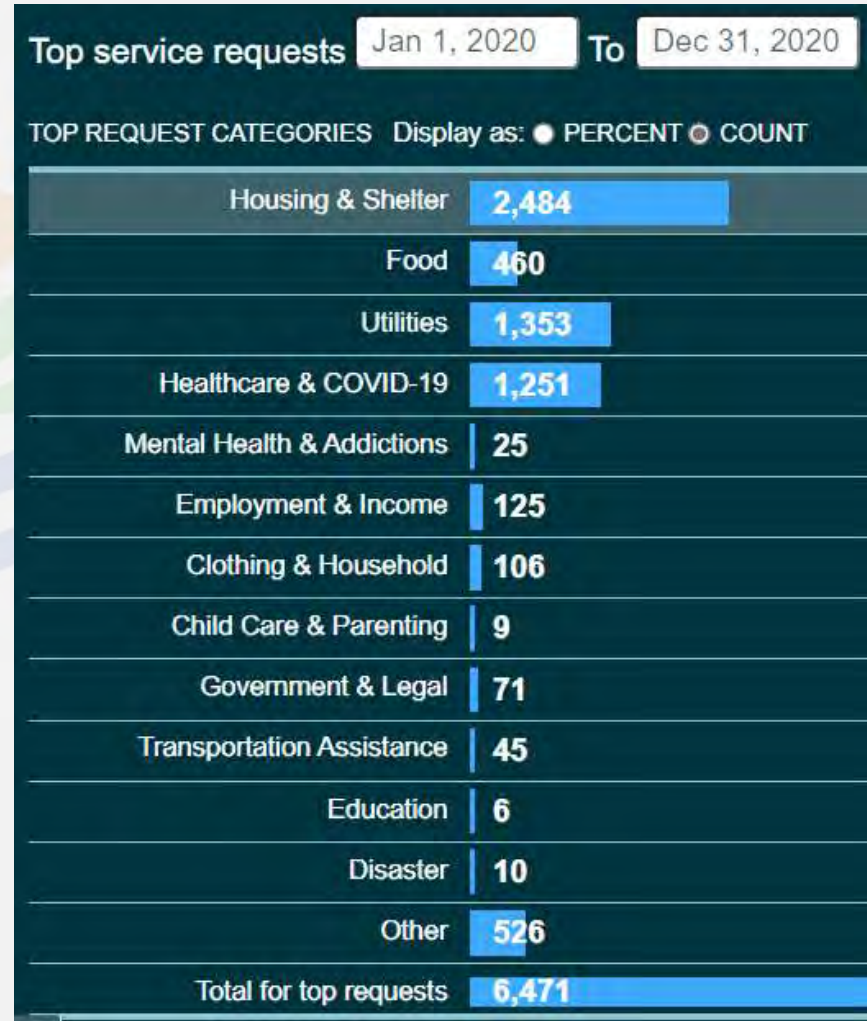 Top service requests Jan 1, 2020 To Dec 31, 2020
TOP REQUEST CATEGORIES Display as: PERCENT COUNT
Housing & Shelter 2,484
Food 460
Utilities 1,353
Healthcare & COVID-19 1,251
Mental Health & Addictions 25
Employment & Income 125
Clothing & Household 106
Child Care & Parenting 9
Government & Legal 71
Transportation Assistance 45
Education 6
Disaster 10
Other 526
Total for top requests 6,471